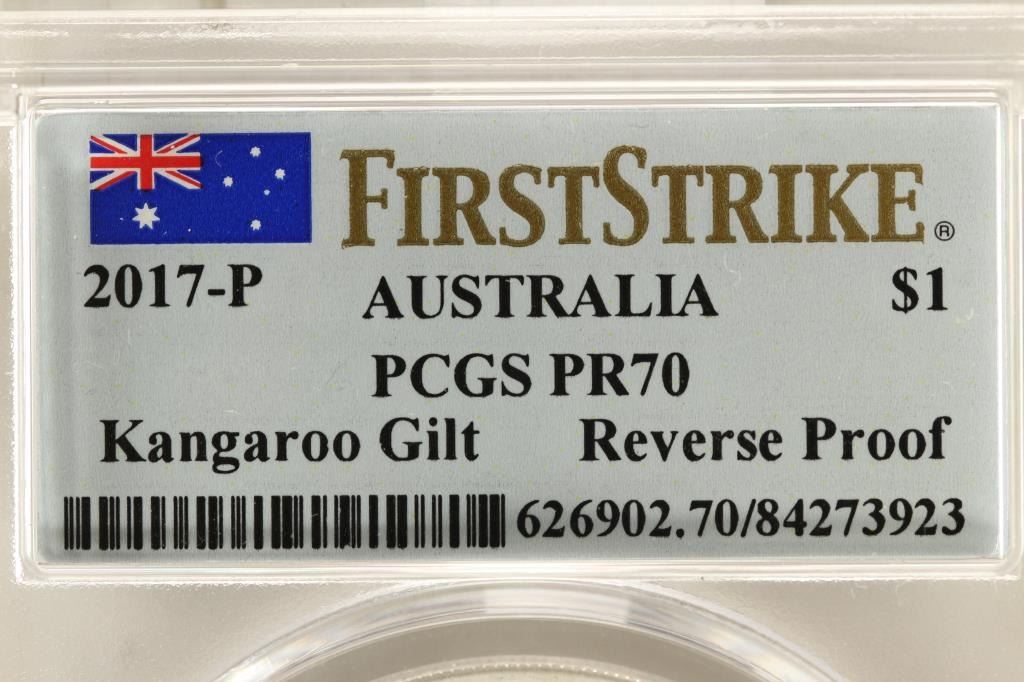 FIRSTSTRIKE®
2017-P AUSTRALIA $1
PCGS PR70
Kangaroo Gilt Reverse Proof
626902.70/84273923